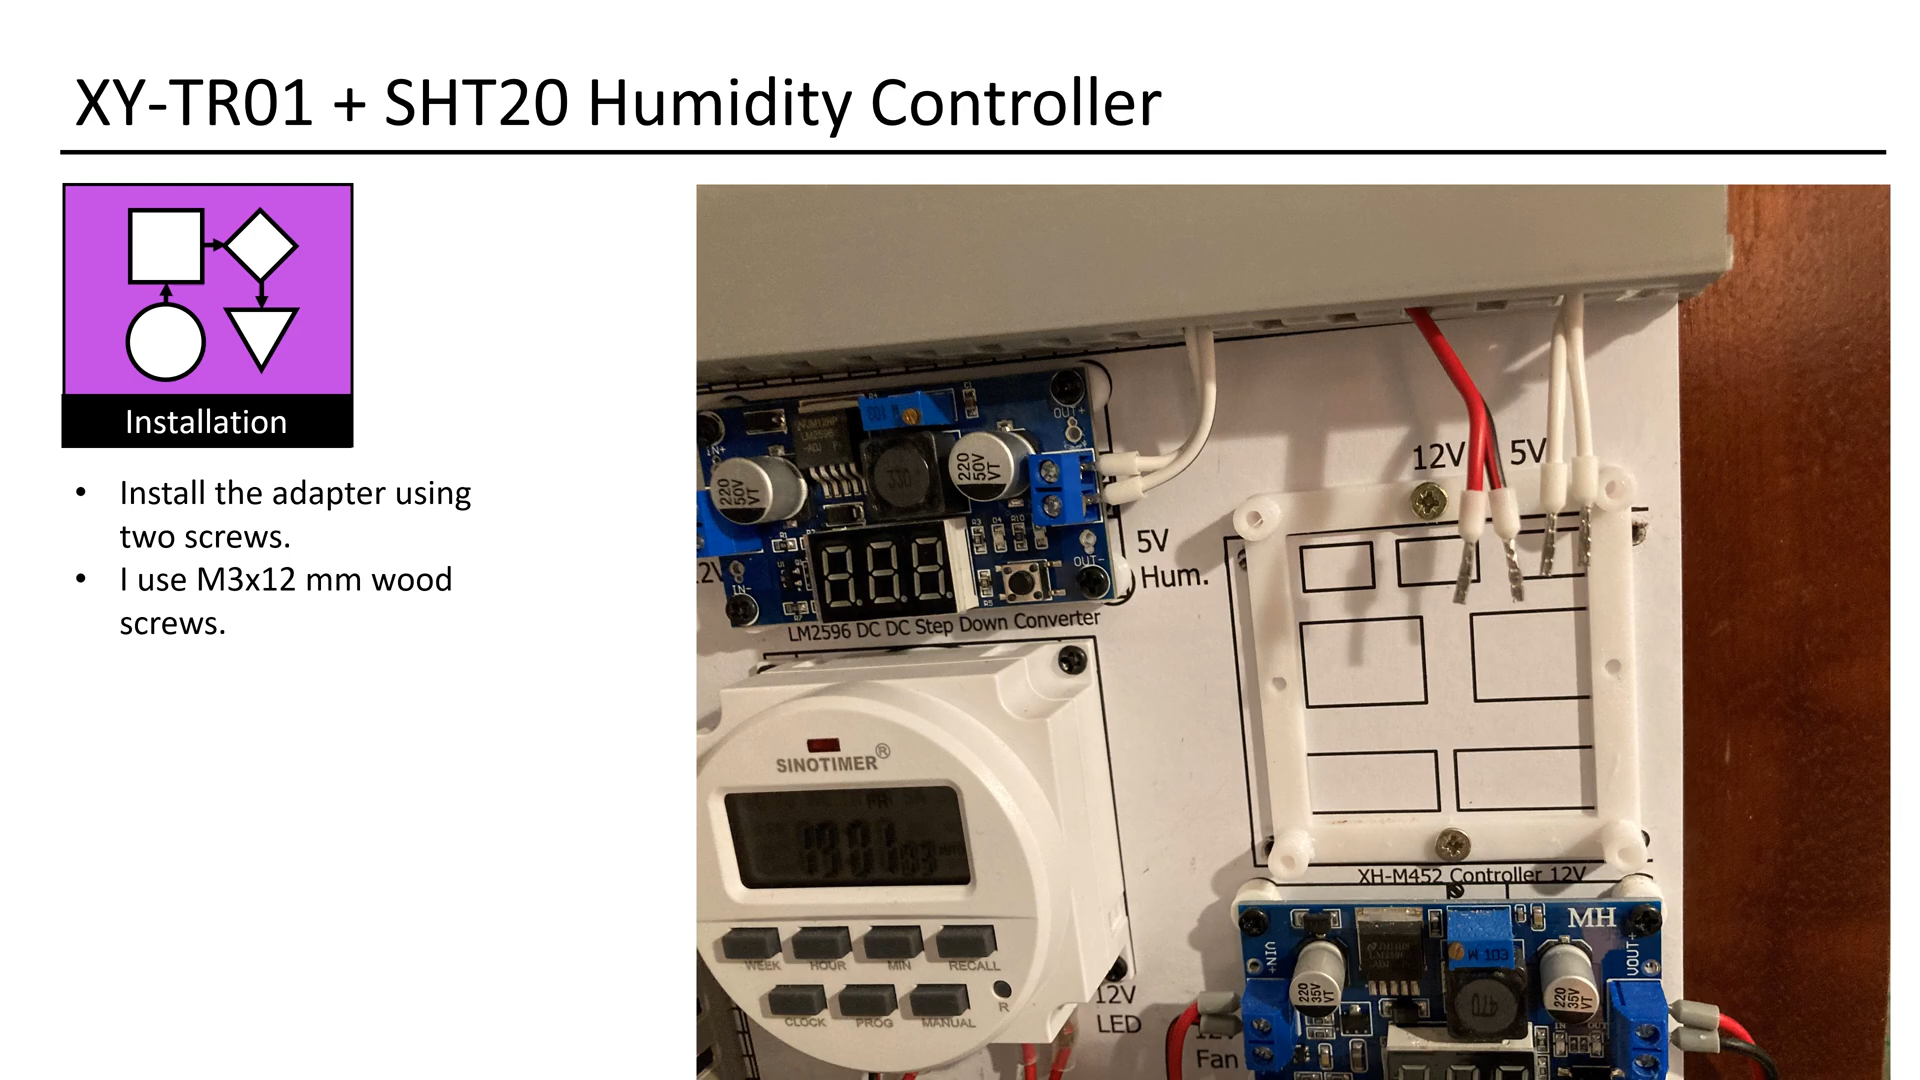 XY-TR01 + SHT20 Humidity Controller
Installation
• Install the adapter using
two screws.
• I use M3x12 mm wood
screws.
12V 5V
OUT+
IN+
220
50V
VT
330
220
50V
VT
5V
Hum.
OUT-
IN-
LM2596 DC DC Step Down Converter
SINOTIMER®
WEEK HOUR MIN RECALL
CLOCK PROG MANUAL R
12V
LED
XH-M452 Controller 12V
MH
VIN+
VOUT+
W 103
220
35V
VT
470
220
35V
VT
IN OUT
Fan